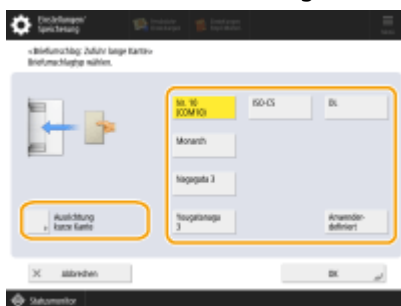 Einstellungen/
Speicherung
<Briefumschlag: Zufuhr lange Kante>
Briefumschlagtyp wählen.
Nr. 10
(COM10)
ISO-C5
DL
Monarch
Nagagata 3
Yougatanaga
3
Anwender-
definiert
Ausrichtung
kurze Kante
Abbrechen
OK
Statusmonitor